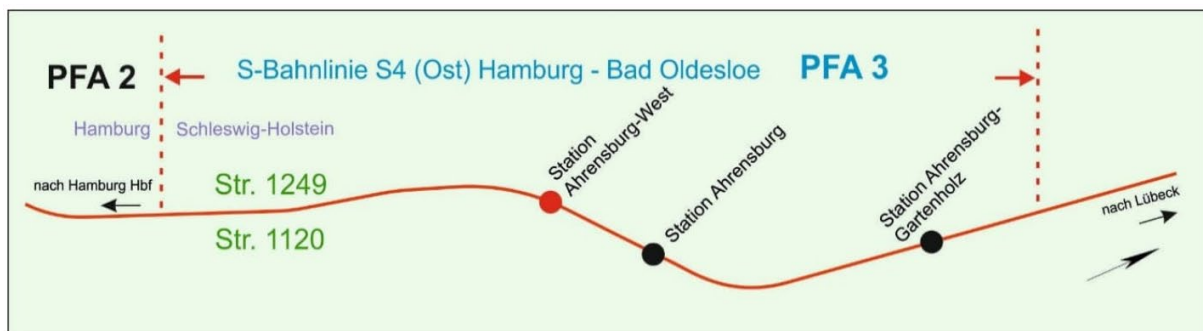 PFA 2
S-Bahnlinie S4 (Ost) Hamburg - Bad Oldesloe
PFA 3
Hamburg
Schleswig-Holstein
nach Hamburg Hbf
Str. 1249
Str. 1120
Station
Ahrensburg-West
Station Ahrensburg
Station Ahrensburg-
Gartenholz
nach Lübeck